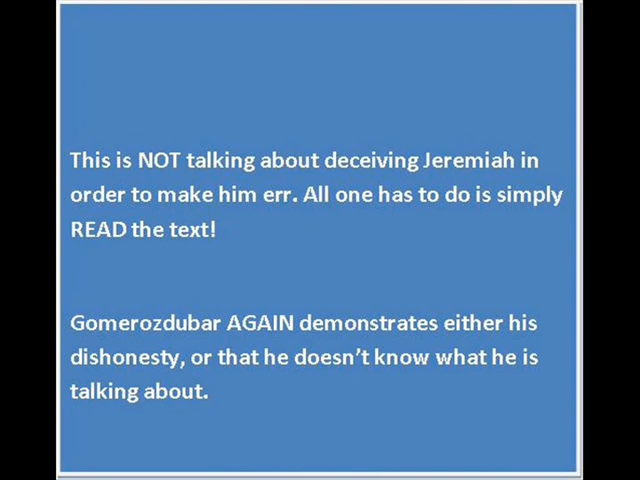 This is NOT talking about deceiving Jeremiah in
order to make him err. All one has to do is simply
READ the text!
Gomerozdubar AGAIN demonstrates either his
dishonesty, or that he doesn't know what he is
talking about.